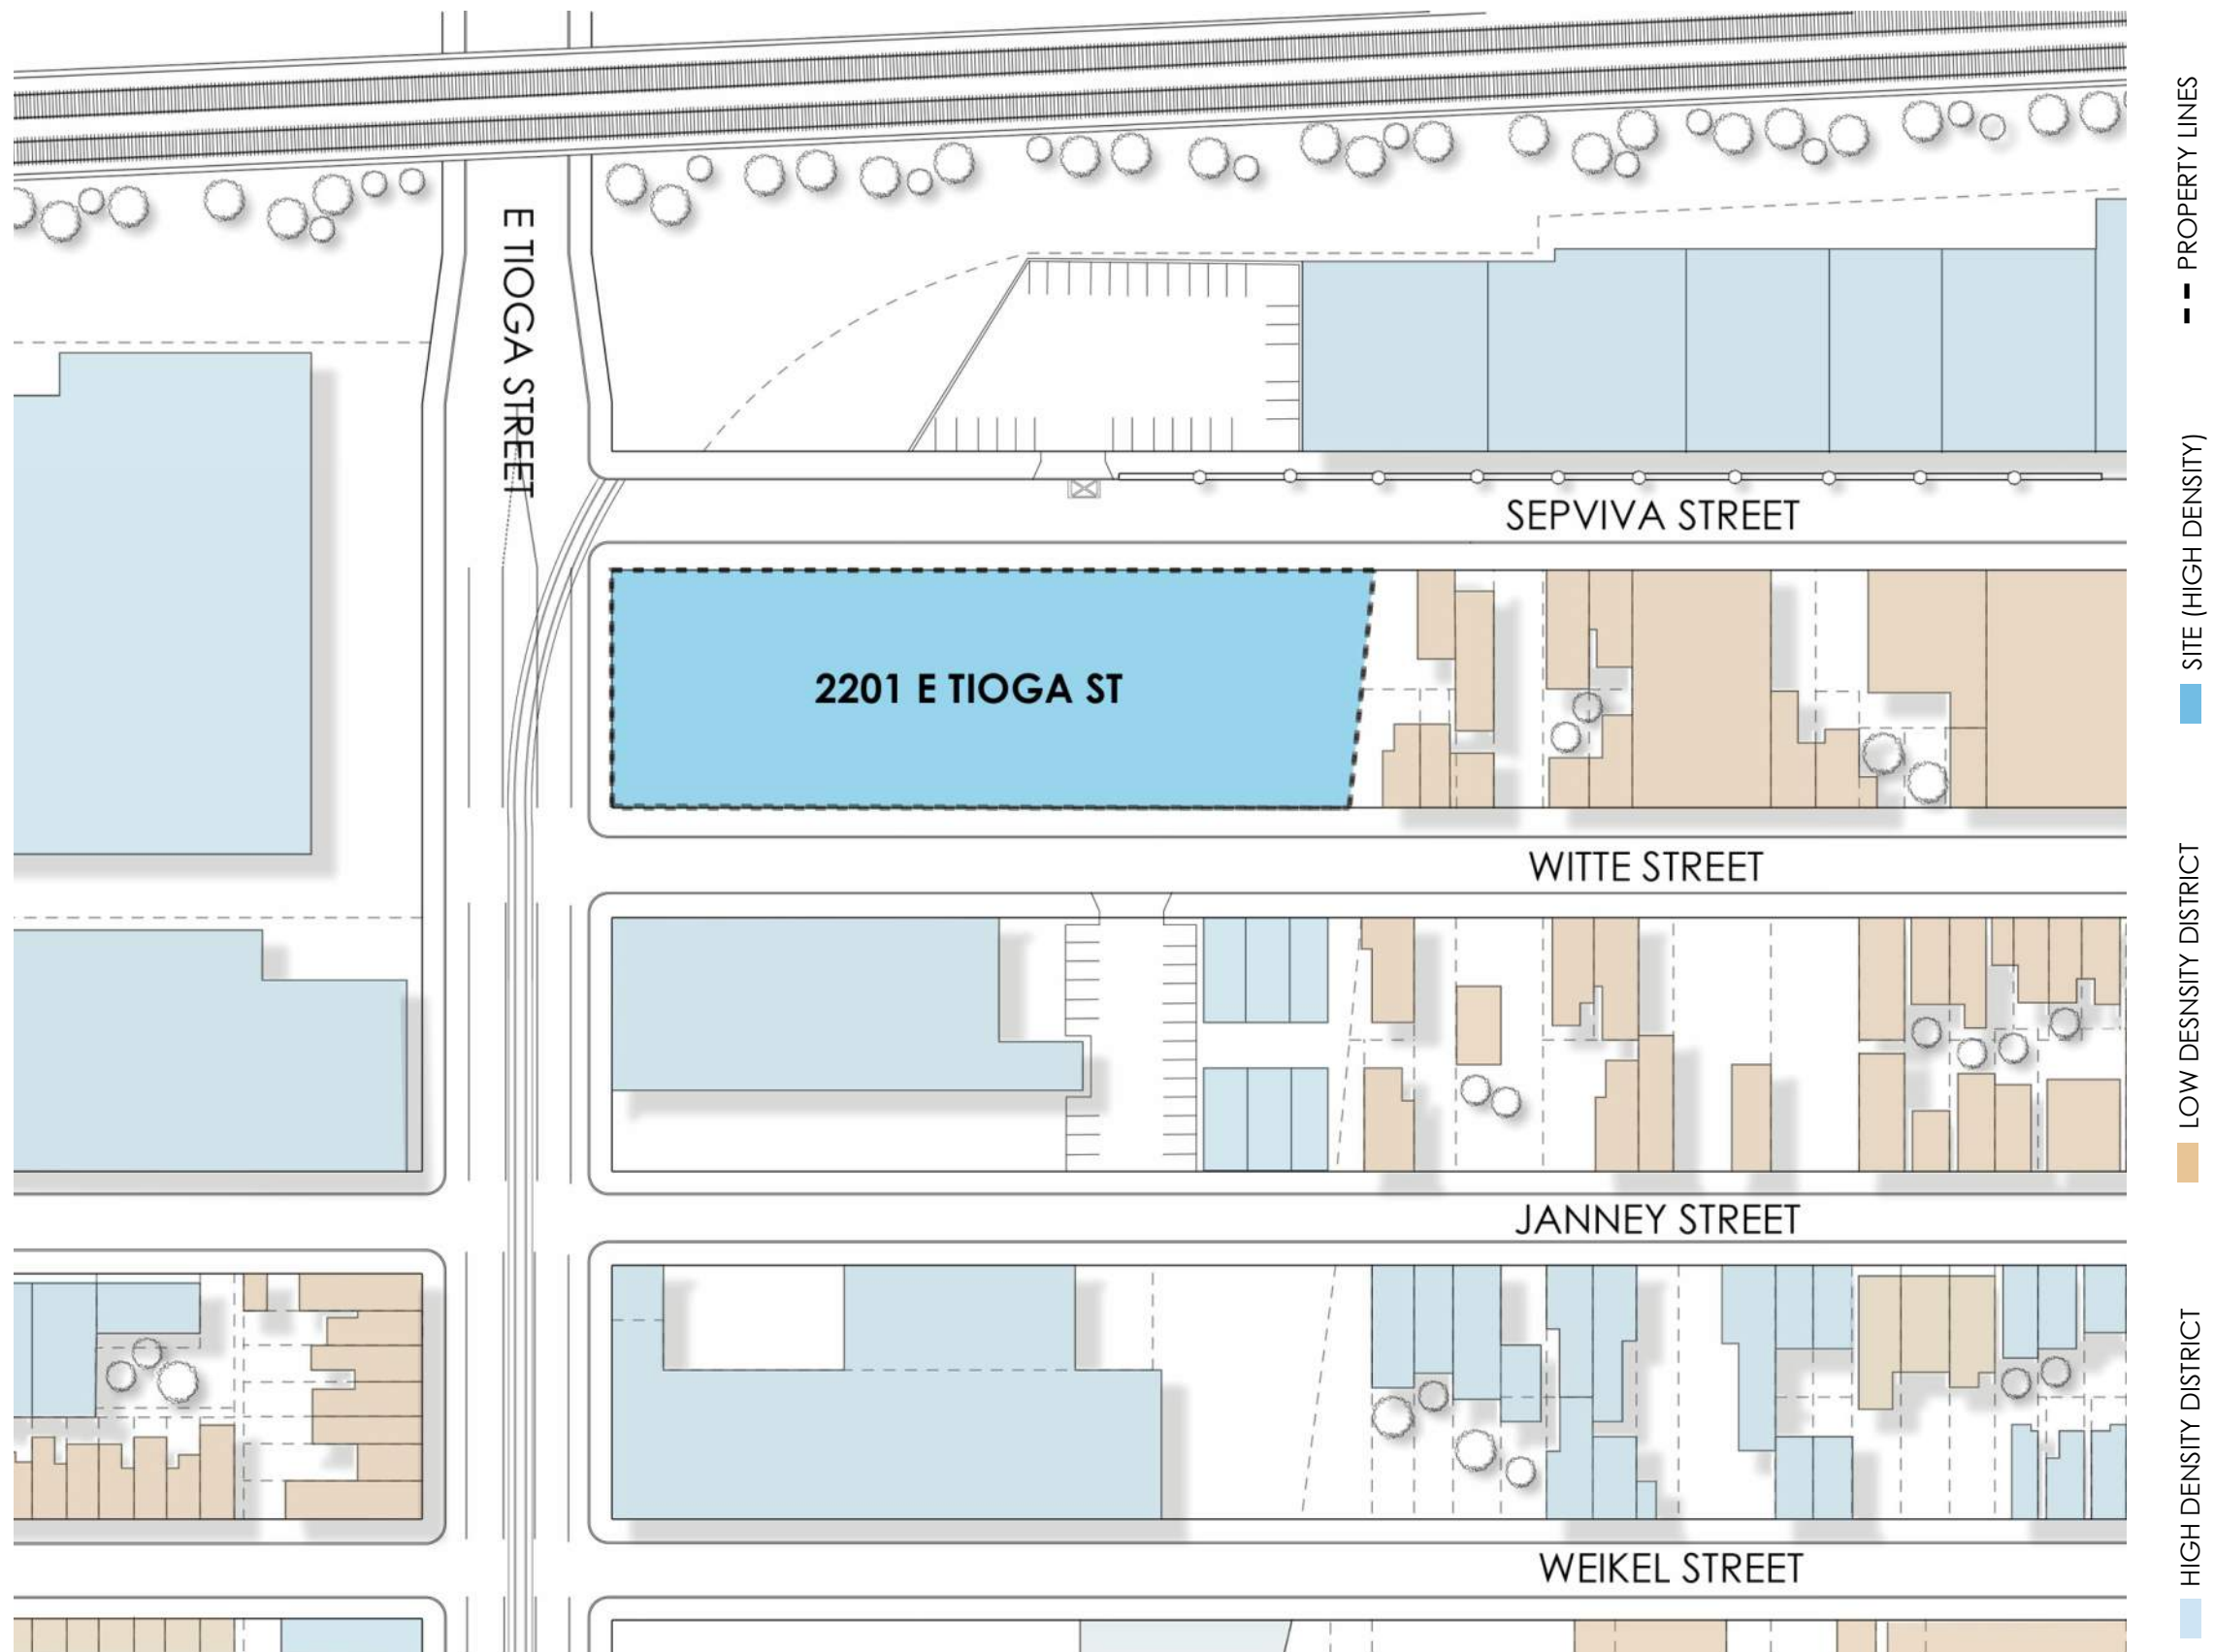 E TIOGA STREET
SEPVIVA STREET
2201 E TIOGA ST
WITTE STREET
JANNEY STREET
WEIKEL STREET
HIGH DENSITY DISTRICT
LOW DESNSITY DISTRICT
SITE (HIGH DENSITY)
PROPERTY LINES